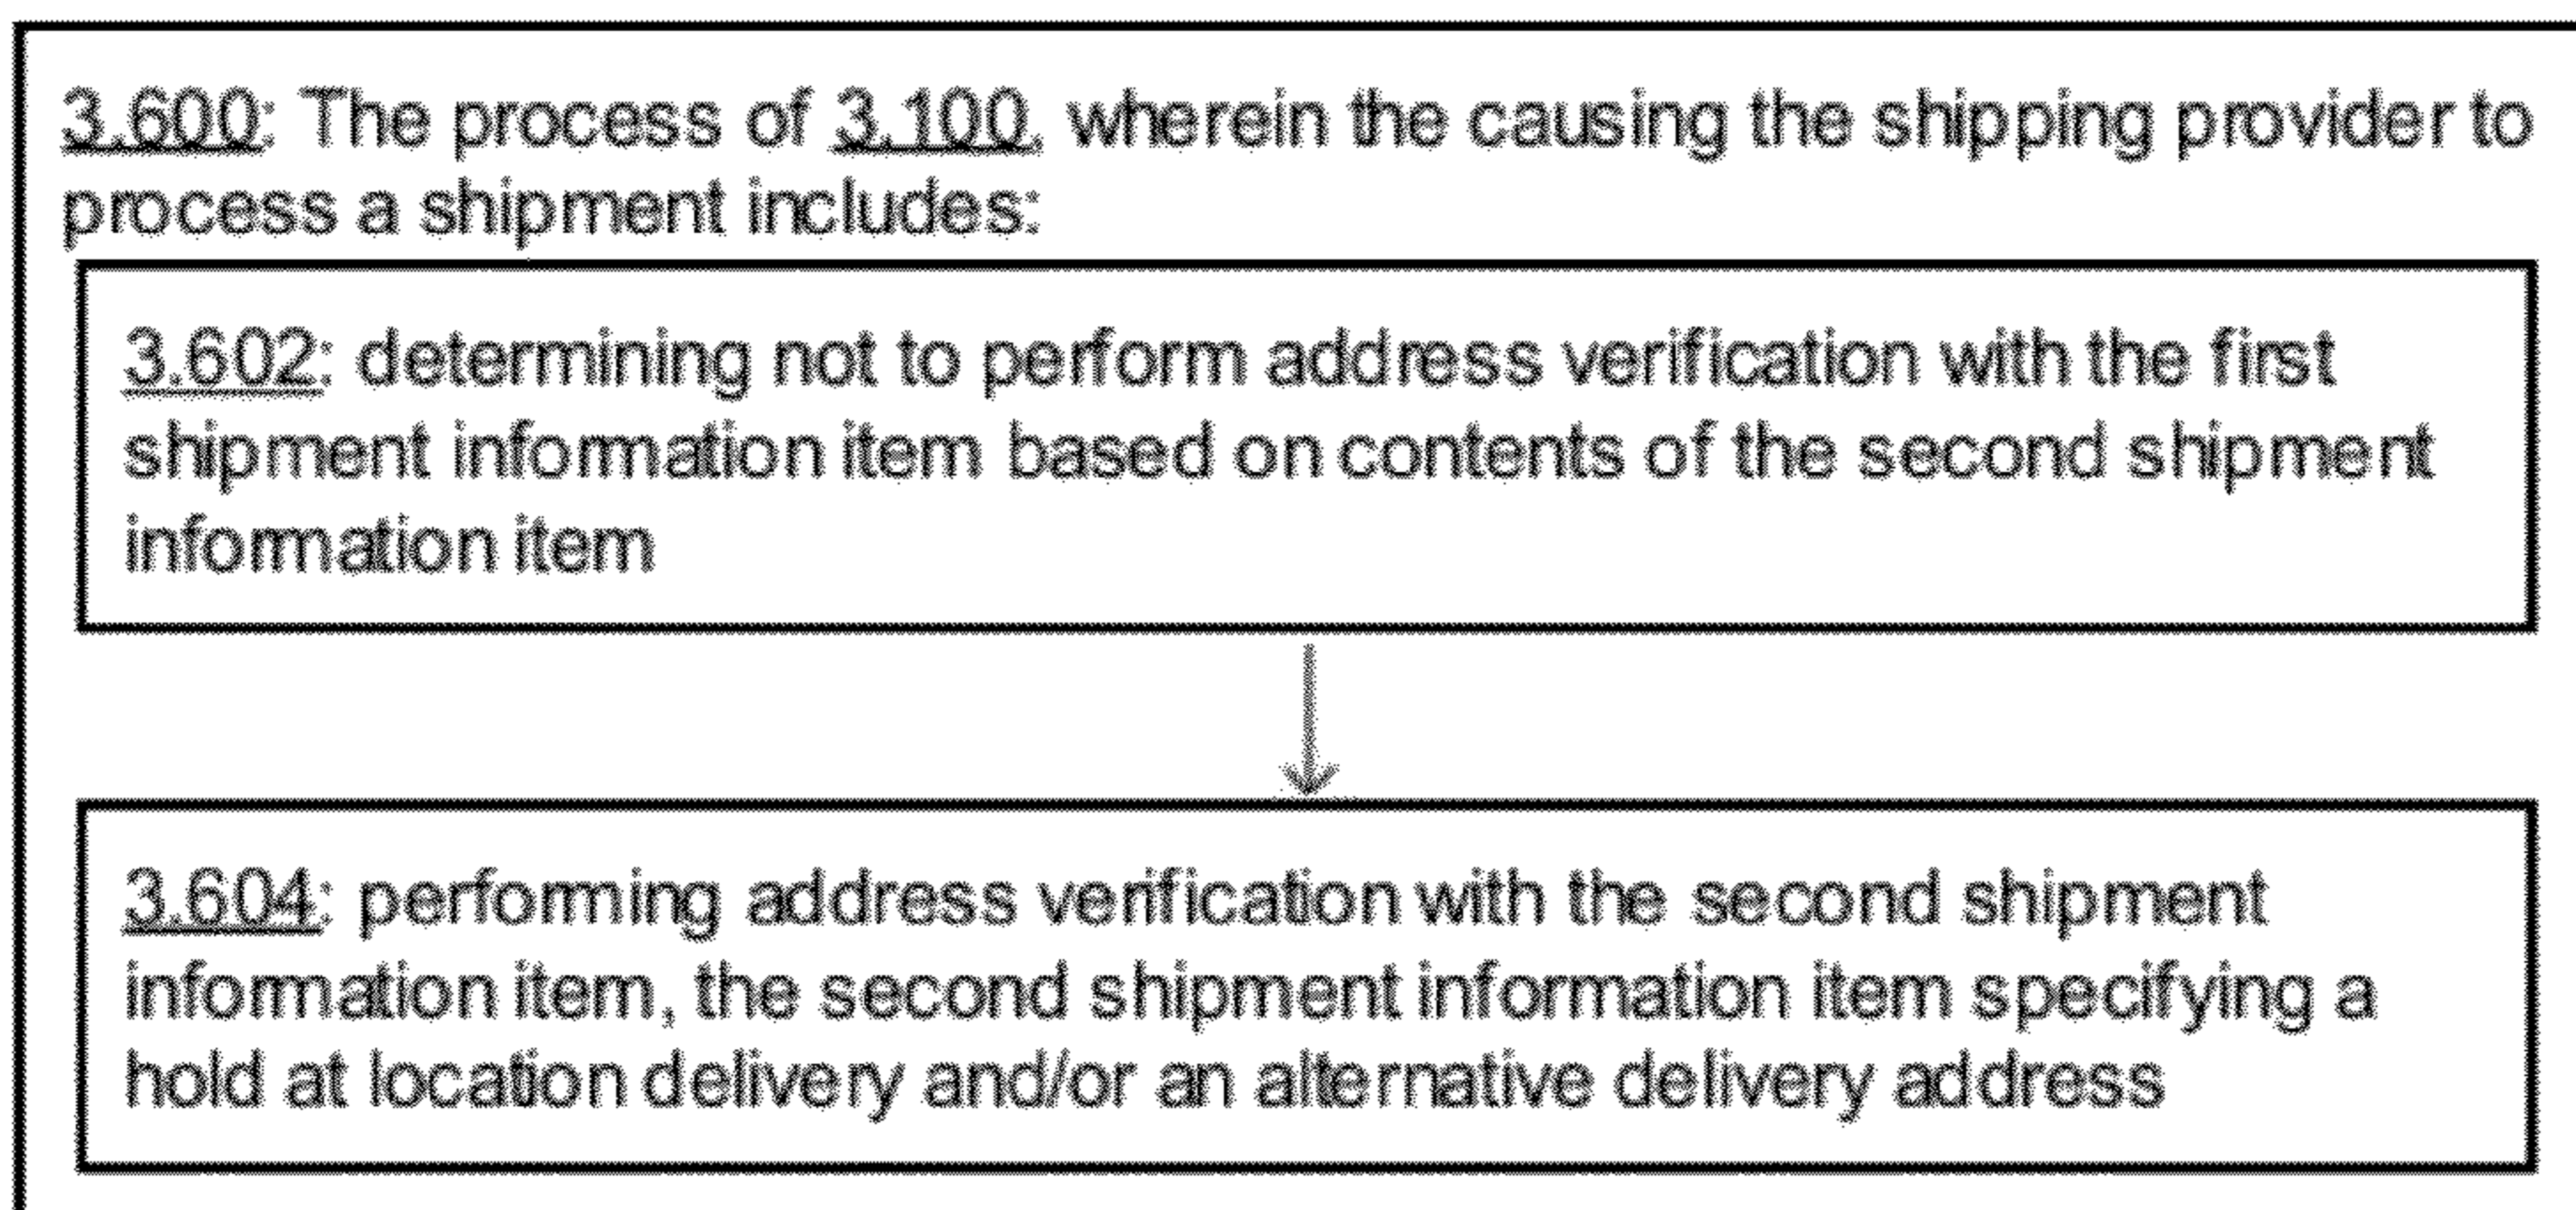 3.600: The process of 3.100, wherein the causing the shipping provider to
process a shipment includes:
3.602: determining not to perform address verification with the first
shipment information item based on contents of the second shipment
information item
3.604: performing address verification with the second shipment
information item, the second shipment information item specifying a
hold at location delivery and/or an alternative delivery address